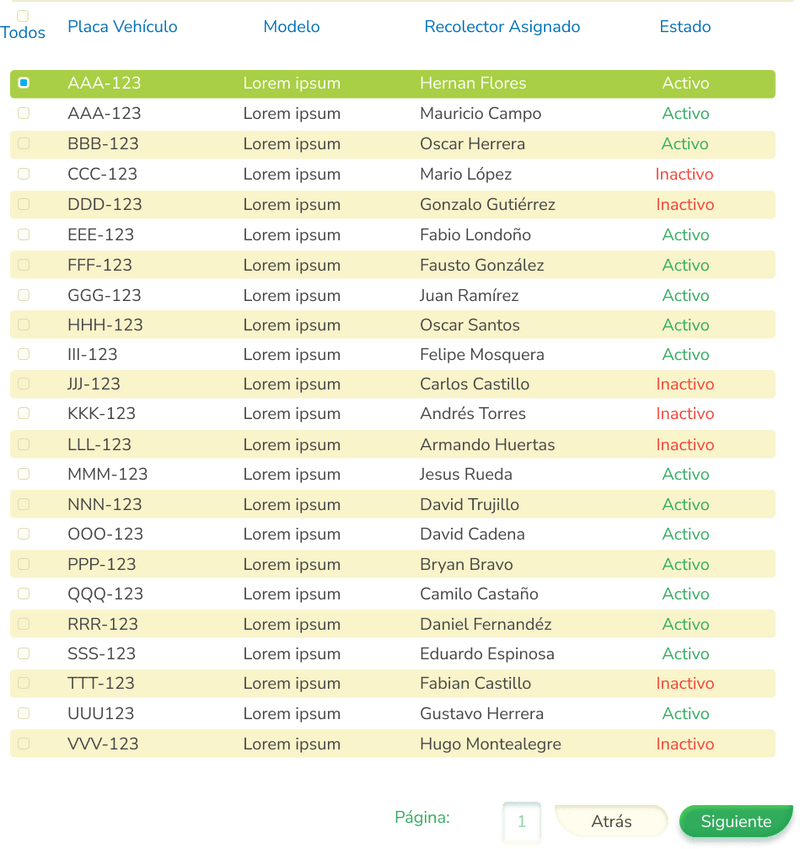 Todos Placa Vehículo Modelo Recolector Asignado Estado
AAA-123 Lorem ipsum Hernan Flores Activo
AAA-123 Lorem ipsum Mauricio Campo Activo
BBB-123 Lorem ipsum Oscar Herrera Activo
CCC-123 Lorem ipsum Mario López Inactivo
DDD-123 Lorem ipsum Gonzalo Gutiérrez Inactivo
EEE-123 Lorem ipsum Fabio Londoño Activo
FFF-123 Lorem ipsum Fausto González Activo
GGG-123 Lorem ipsum Juan Ramírez Activo
HHH-123 Lorem ipsum Oscar Santos Activo
III-123 Lorem ipsum Felipe Mosquera Activo
JJJ-123 Lorem ipsum Carlos Castillo Inactivo
KKK-123 Lorem ipsum Andrés Torres Inactivo
LLL-123 Lorem ipsum Armando Huertas Inactivo
MMM-123 Lorem ipsum Jesus Rueda Activo
NNN-123 Lorem ipsum David Trujillo Activo
OOO-123 Lorem ipsum David Cadena Activo
PPP-123 Lorem ipsum Bryan Bravo Activo
QQQ-123 Lorem ipsum Camilo Castaño Activo
RRR-123 Lorem ipsum Daniel Fernandéz Activo
SSS-123 Lorem ipsum Eduardo Espinosa Activo
TTT-123 Lorem ipsum Fabian Castillo Inactivo
UUU123 Lorem ipsum Gustavo Herrera Activo
VVV-123 Lorem ipsum Hugo Montealegre Inactivo
Página: 1 Atrás Siguiente